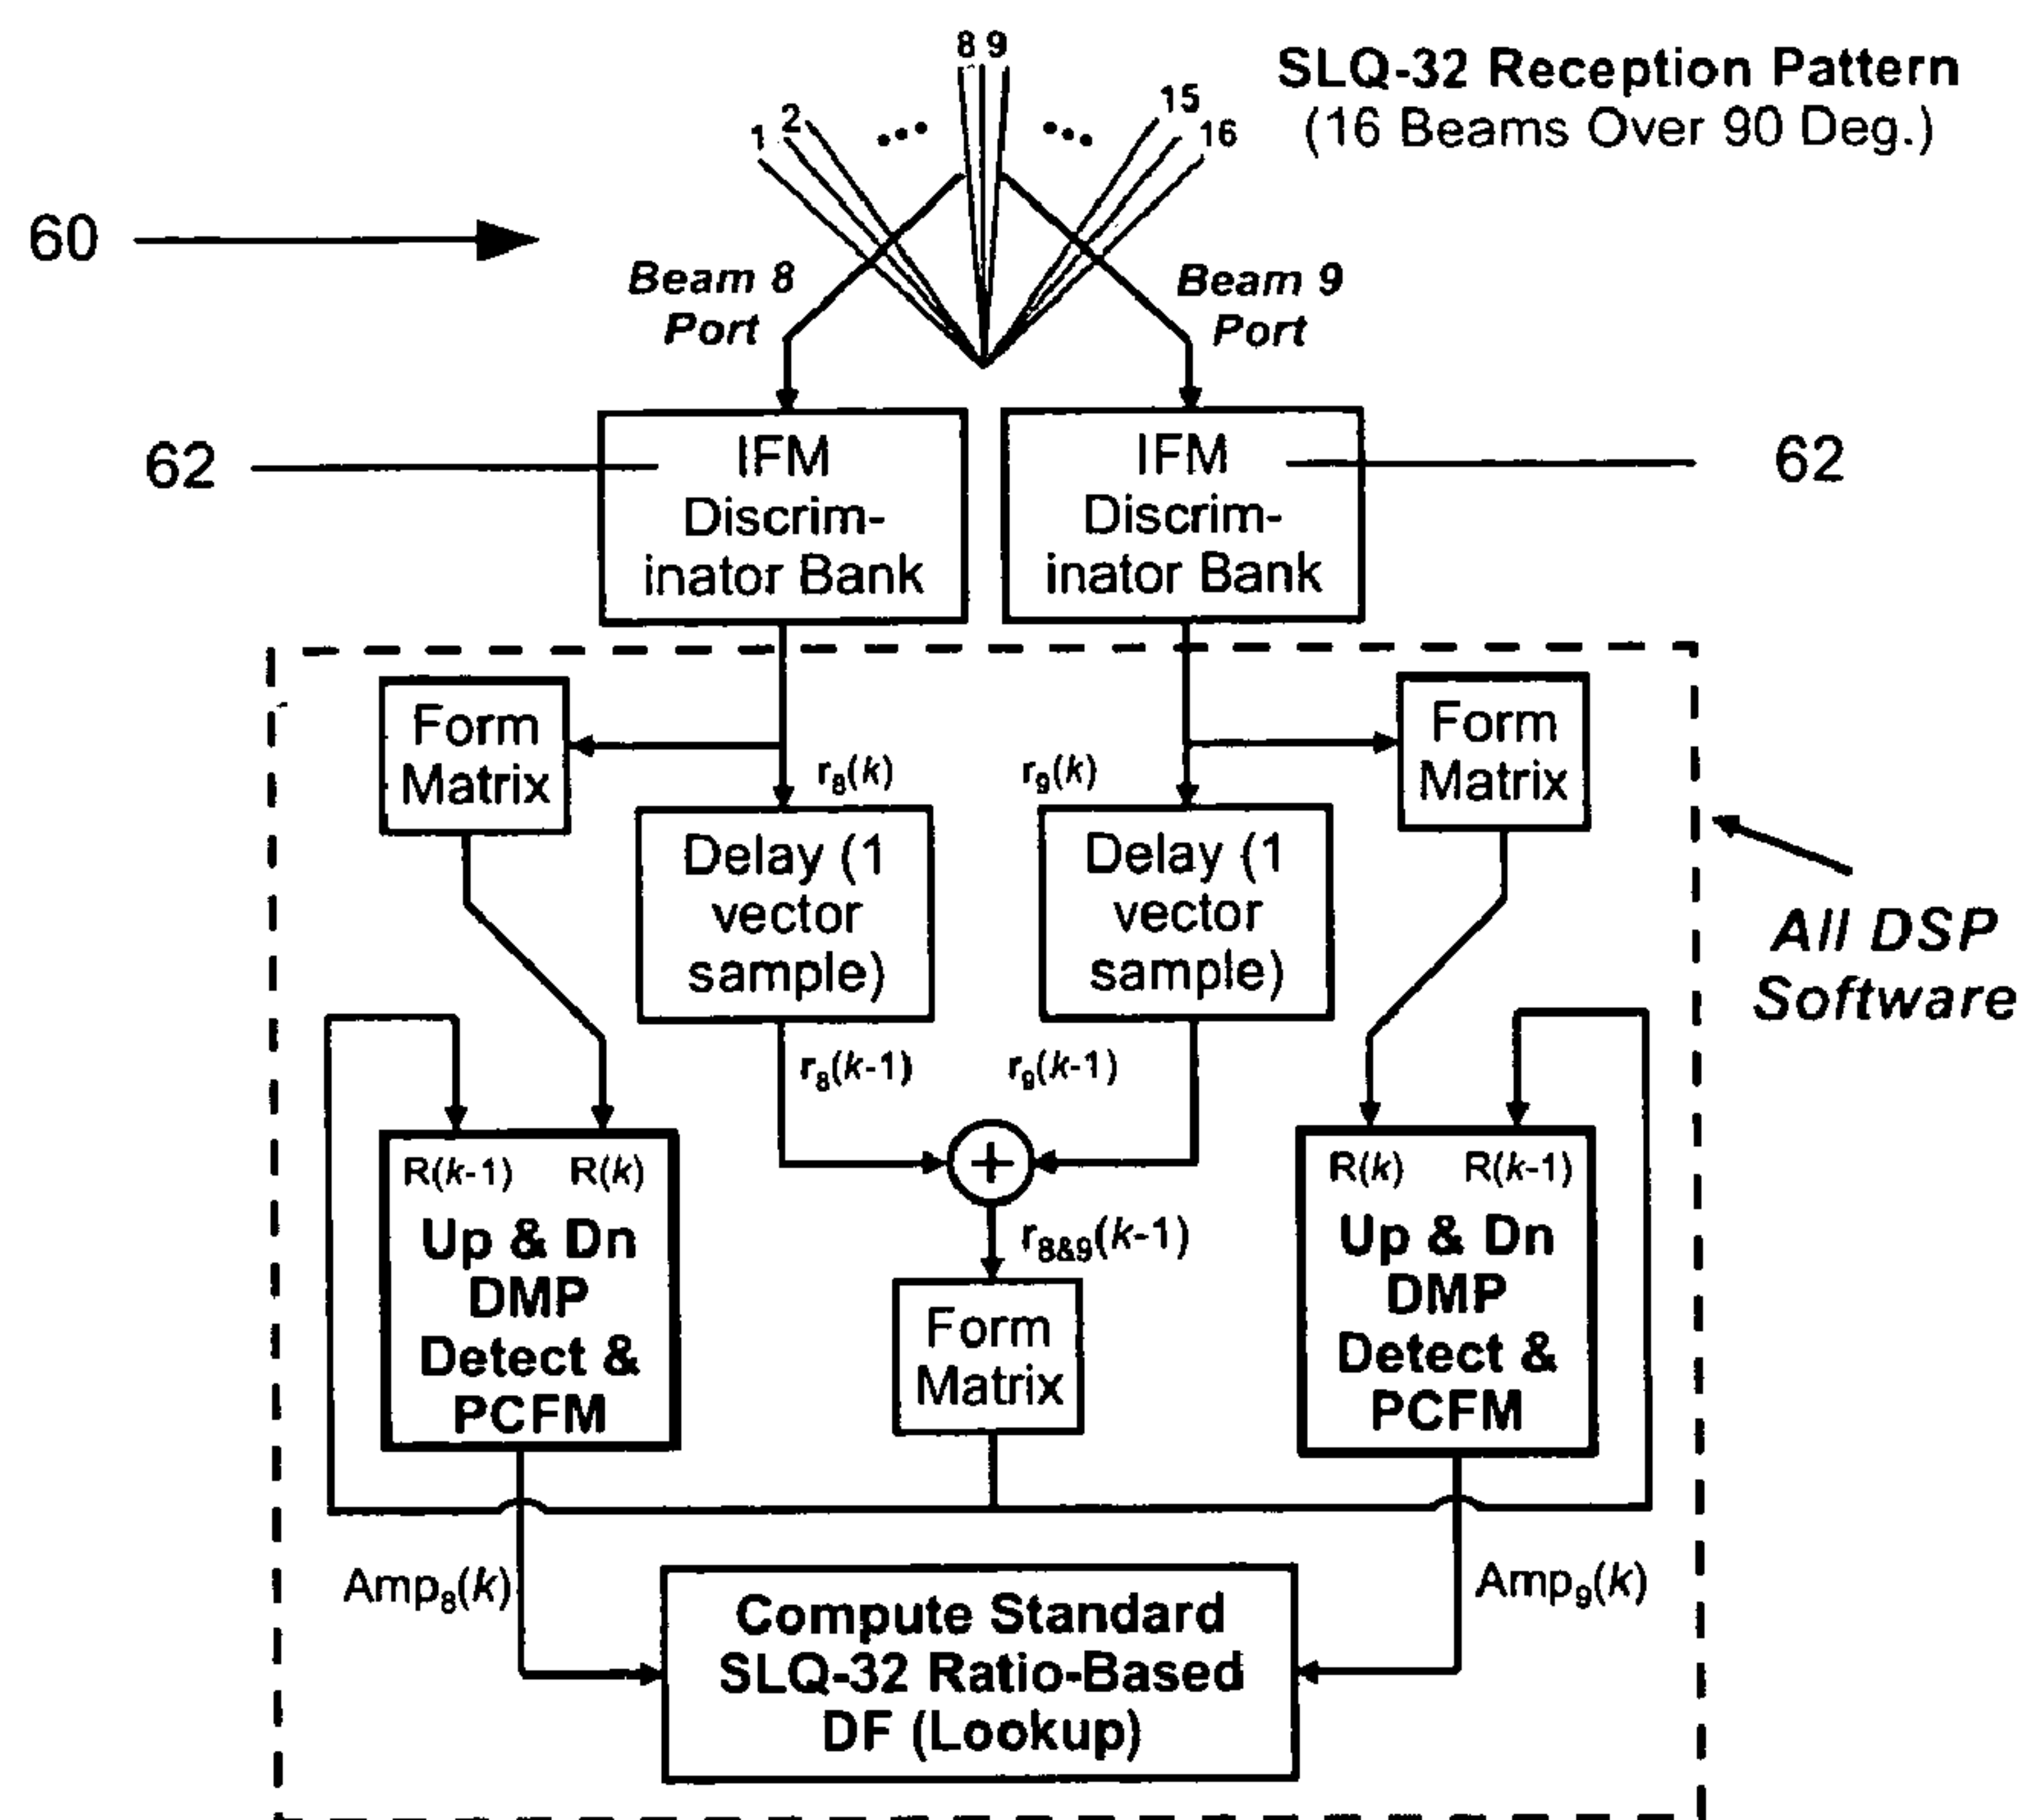 8 9
SLQ-32 Reception Pattern
(16 Beams Over 90 Deg.)
1 2
15
16
60
Beam 8
Port
Beam 9
Port
62
IFM
Discrim-
inator Bank
IFM
Discrim-
inator Bank
62
Form
Matrix
r8(k)
r9(k)
Form
Matrix
Delay (1
vector
sample)
Delay (1
vector
sample)
All DSP
Software
r8(k-1)
r9(k-1)
R(k-1) R(k)
Up & Dn
DMP
Detect &
PCFM
+
r8&9(k-1)
Form
Matrix
R(k) R(k-1)
Up & Dn
DMP
Detect &
PCFM
Amp8(k)
Compute Standard
SLQ-32 Ratio-Based
DF (Lookup)
Amp9(k)